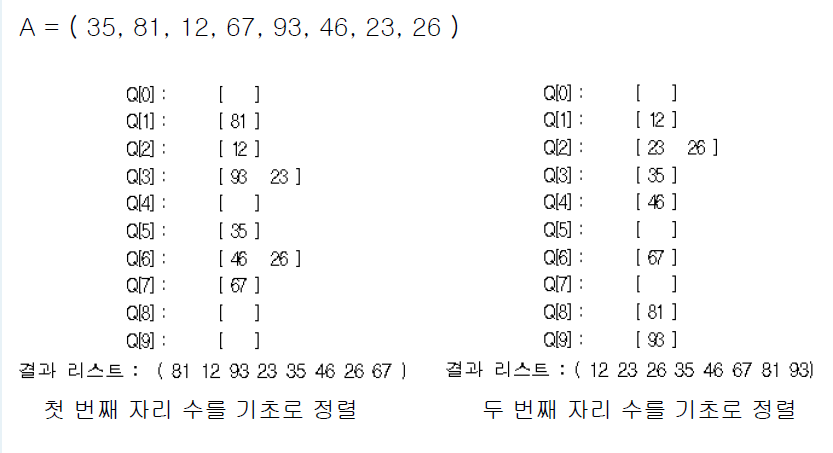 A = ( 35, 81, 12, 67, 93, 46, 23, 26 )
Q[0] : [ ]
Q[1] : [ 81 ]
Q[2] : [ 12 ]
Q[3] : [ 93 23 ]
Q[4] : [ ]
Q[5] : [ 35 ]
Q[6] : [ 46 26 ]
Q[7] : [ 67 ]
Q[8] : [ ]
Q[9] : [ ]
결과 리스트 : ( 81 12 93 23 35 46 26 67 )
첫 번째 자리 수를 기초로 정렬
Q[0] : [ ]
Q[1] : [ 12 ]
Q[2] : [ 23 26 ]
Q[3] : [ 35 ]
Q[4] : [ 46 ]
Q[5] : [ ]
Q[6] : [ 67 ]
Q[7] : [ ]
Q[8] : [ 81 ]
Q[9] : [ 93 ]
결과 리스트 : ( 12 23 26 35 46 67 81 93)
두 번째 자리 수를 기초로 정렬